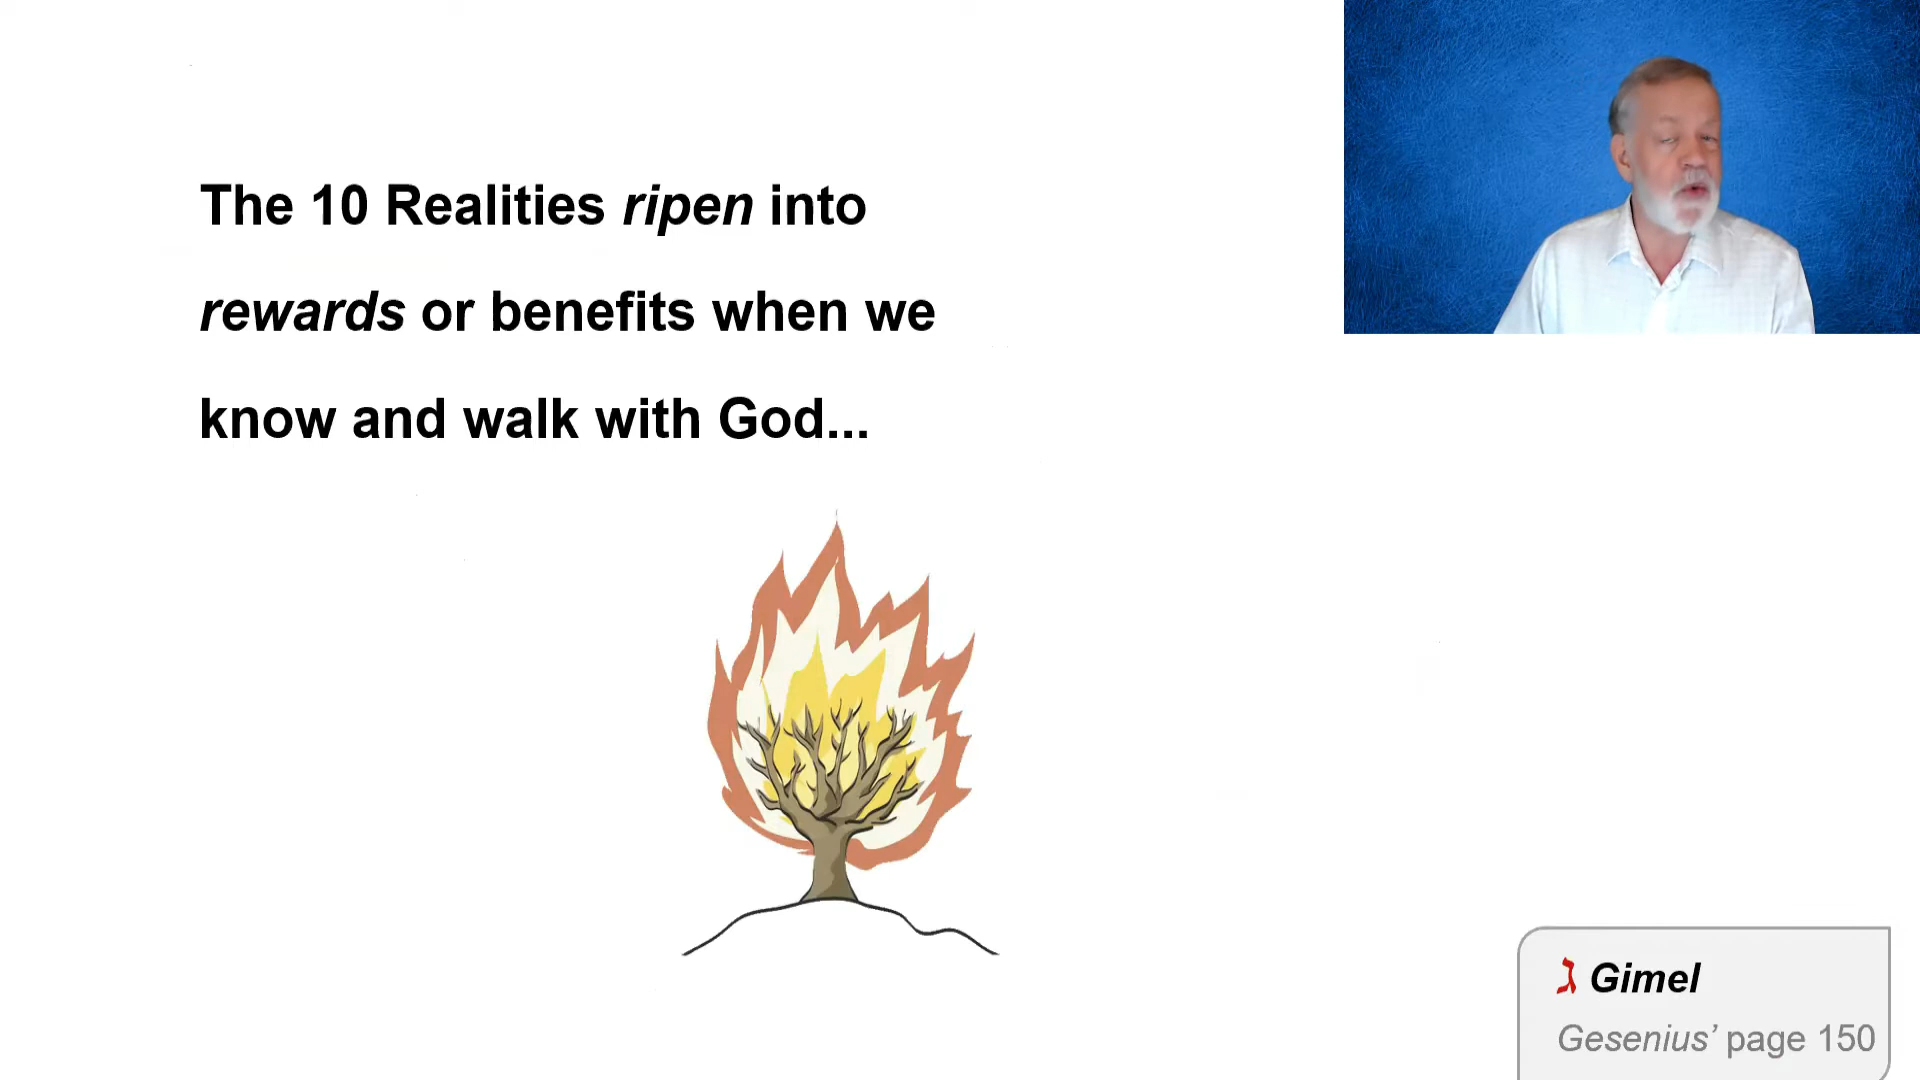 The 10 Realities ripen into
rewards or benefits when we
know and walk with God...
ג Gimel
Gesenius’ page 150